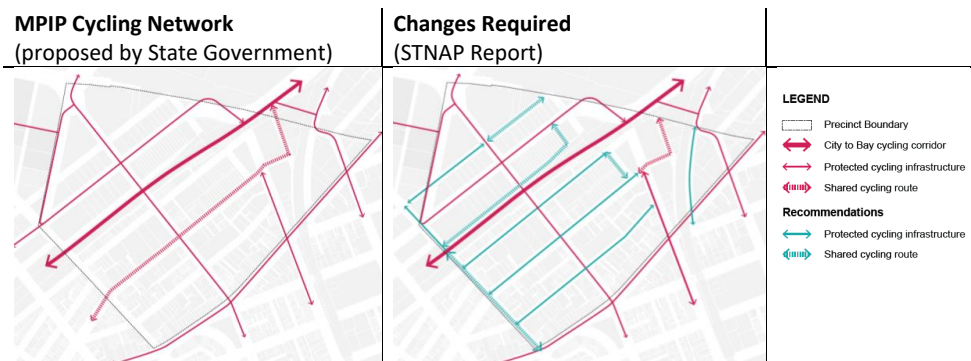 MPIP Cycling Network
(proposed by State Government)
Changes Required
(STNAP Report)
LEGEND
Precinct Boundary
City to Bay cycling corridor
Protected cycling infrastructure
Shared cycling route
Recommendations
Protected cycling infrastructure
Shared cycling route